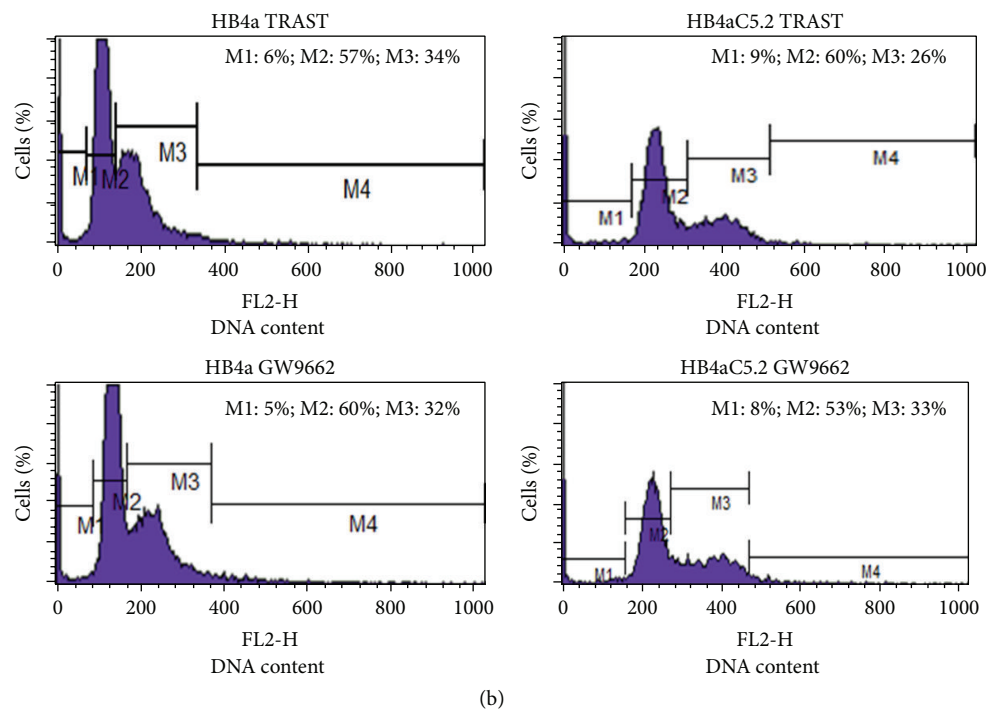 HB4a TRAST
M1: 6%; M2: 57%; M3: 34%
Cells (%)
M1
M2
M3
M4
0 200 400 600 800 1000
FL2-H
DNA content
HB4aC5.2 TRAST
M1: 9%; M2: 60%; M3: 26%
Cells (%)
M1
M2
M3
M4
0 200 400 600 800 1000
FL2-H
DNA content
HB4a GW9662
M1: 5%; M2: 60%; M3: 32%
Cells (%)
M1
M2
M3
M4
0 200 400 600 800 1000
FL2-H
DNA content
HB4aC5.2 GW9662
M1: 8%; M2: 53%; M3: 33%
Cells (%)
M1
M2
M3
M4
0 200 400 600 800 1000
FL2-H
DNA content
(b)